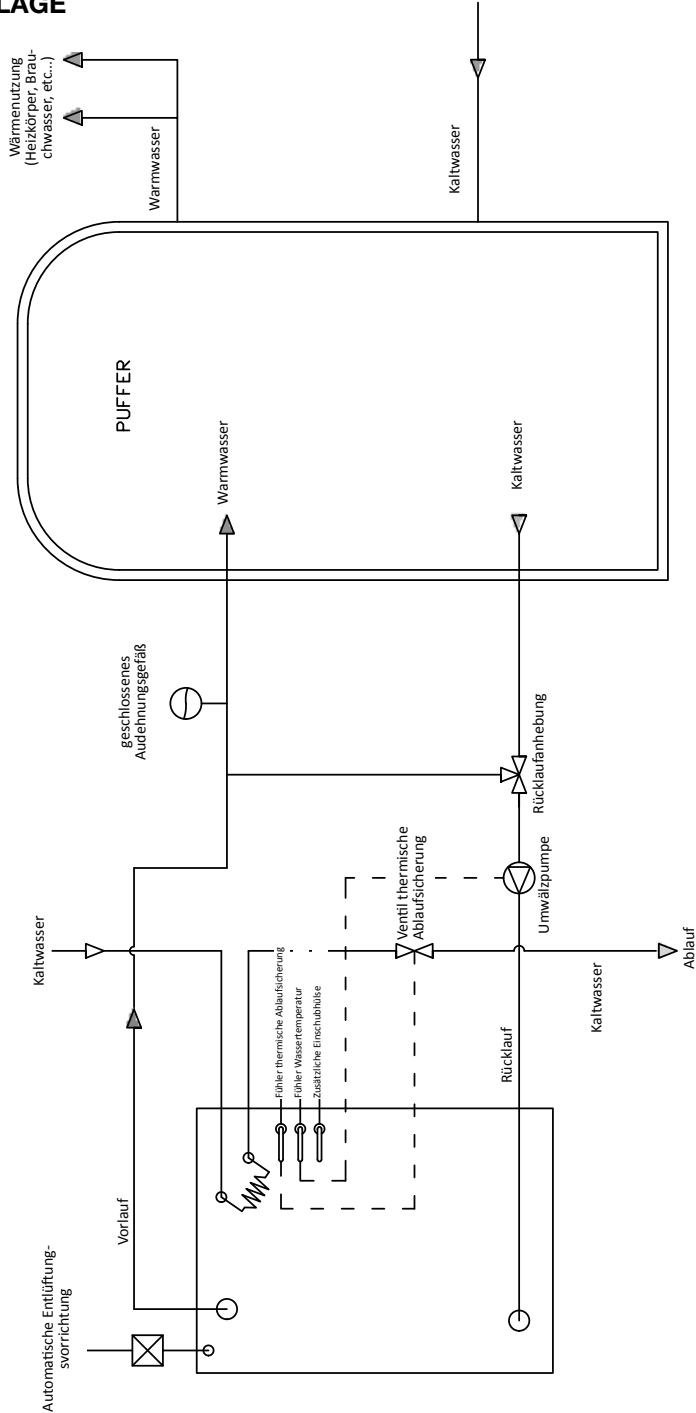 LAGE
Wärmenutzung
(Heizkörper, Brau-
chwasser, etc...)
Warmwasser
Kaltwasser
PUFFER
Warmwasser
Kaltwasser
geschlossenes
Audehnungsgefäß
Rücklaufanhebung
Ventil thermische
Ablaufsicherung
Umwälzpumpe
Kaltwasser
Fühler thermische Ablaufsicherung
Fühler Wassertemperatur
Zusätzliche Einschubhülse
Ablauf
Kaltwasser
Rücklauf
Vorlauf
Automatische Entlüftung-
svorrichtung